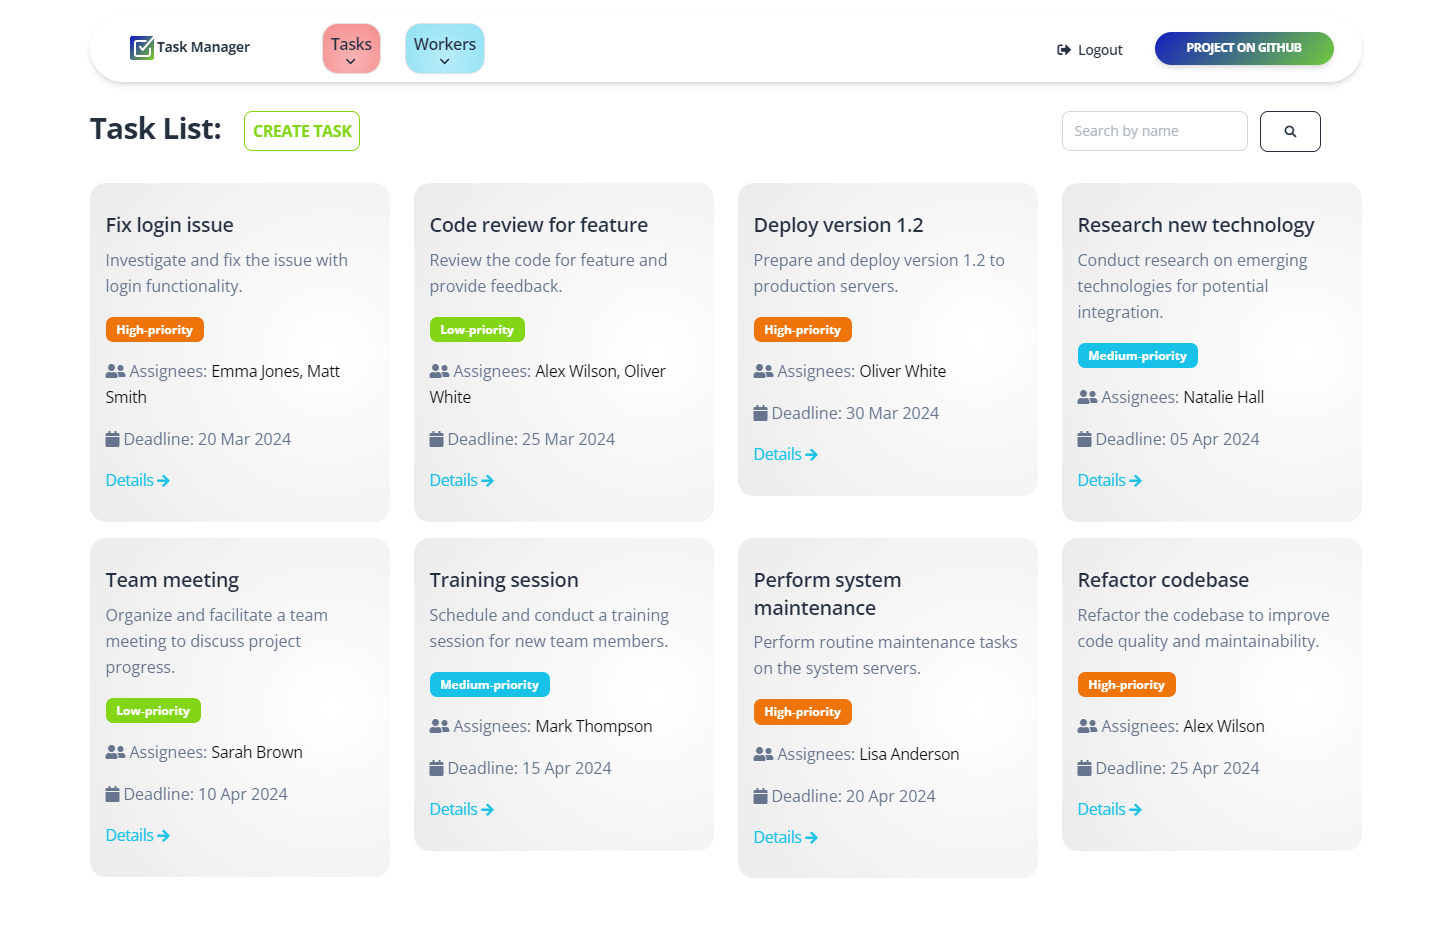 Task Manager
Tasks
Workers
Logout
PROJECT ON GITHUB
Task List:
CREATE TASK
Search by name
Fix login issue
Investigate and fix the issue with
login functionality.
High-priority
Assignees: Emma Jones, Matt
Smith
Deadline: 20 Mar 2024
Details
Code review for feature
Review the code for feature and
provide feedback.
Low-priority
Assignees: Alex Wilson, Oliver
White
Deadline: 25 Mar 2024
Details
Deploy version 1.2
Prepare and deploy version 1.2 to
production servers.
High-priority
Assignees: Oliver White
Deadline: 30 Mar 2024
Details
Research new technology
Conduct research on emerging
technologies for potential
integration.
Medium-priority
Assignees: Natalie Hall
Deadline: 05 Apr 2024
Details
Team meeting
Organize and facilitate a team
meeting to discuss project
progress.
Low-priority
Assignees: Sarah Brown
Deadline: 10 Apr 2024
Details
Training session
Schedule and conduct a training
session for new team members.
Medium-priority
Assignees: Mark Thompson
Deadline: 15 Apr 2024
Details
Perform system
maintenance
Perform routine maintenance tasks
on the system servers.
High-priority
Assignees: Lisa Anderson
Deadline: 20 Apr 2024
Details
Refactor codebase
Refactor the codebase to improve
code quality and maintainability.
High-priority
Assignees: Alex Wilson
Deadline: 25 Apr 2024
Details